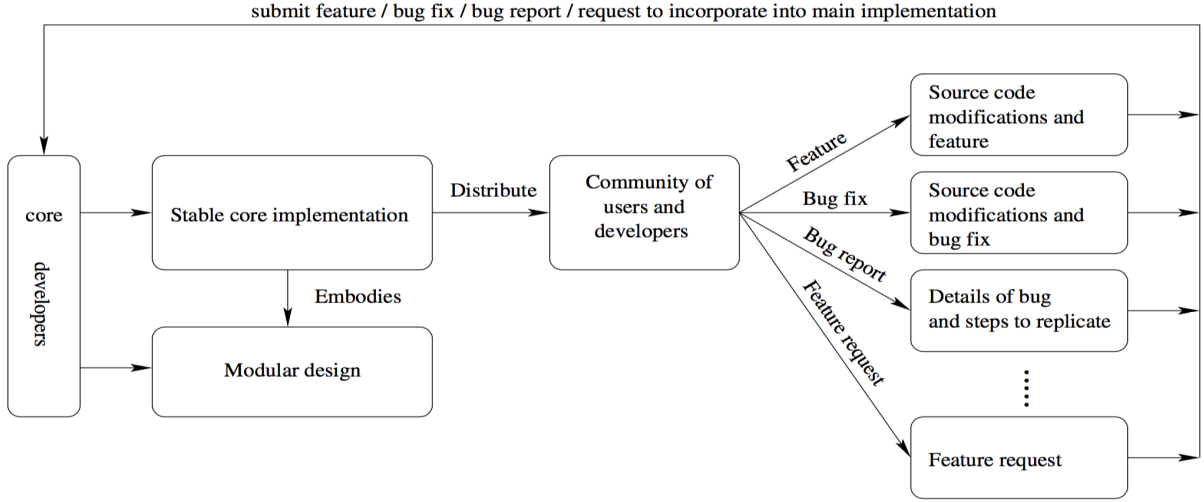 submit feature / bug fix / bug report / request to incorporate into main implementation
core
developers
Stable core implementation
Embodies
Modular design
Distribute
Community of
users and
developers
Feature
Bug fix
Bug report
Feature request
Source code
modifications and
feature
Source code
modifications and
bug fix
Details of bug
and steps to replicate
Feature request